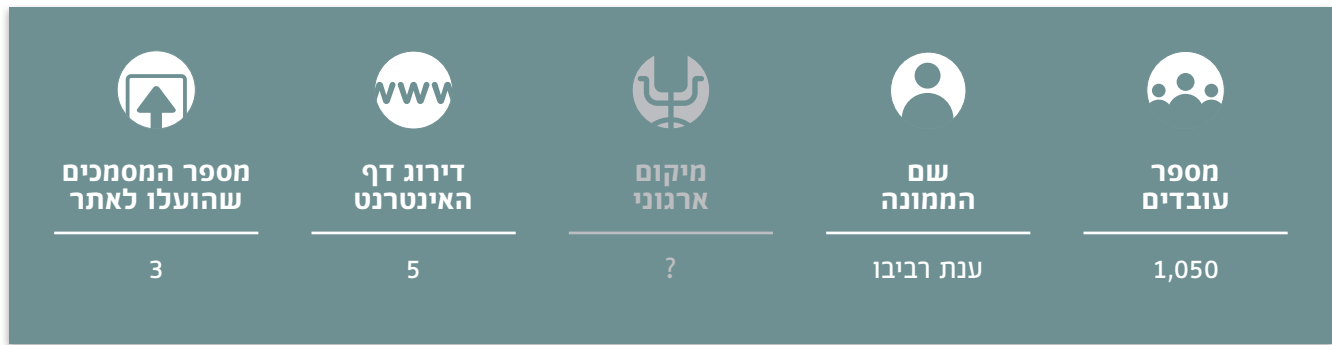 מספר
עובדים
1,050
שם
הממונה
ענת רביבו
מיקום
ארגוני
?
www
דירוג דף
האינטרנט
5
מספר המסמכים
שהועלו לאתר
3